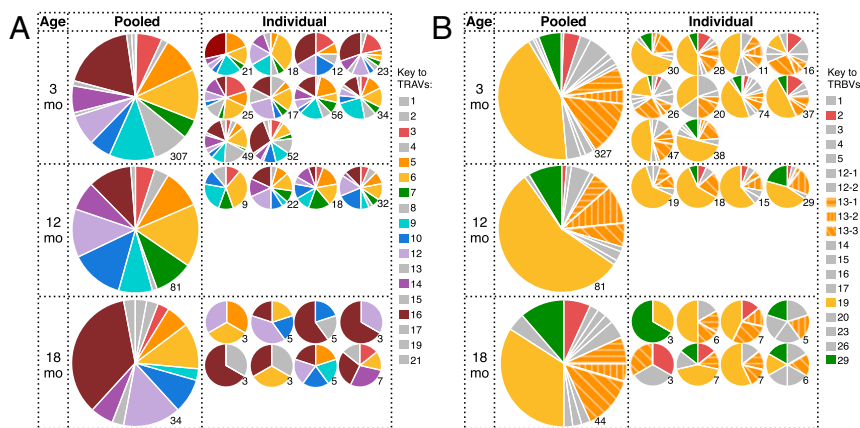 A
Age Pooled Individual
3
mo
307
21 18 12 23
25 17 56 34
49 52
12
mo
81
9 22 18 32
18
mo
34
3 5 5 3
3 3 5 7
Key to
TRAVs:
1
2
3
4
5
6
7
8
9
10
12
13
14
15
16
17
19
21
B
Age Pooled Individual
3
mo
327
30 28 11 16
26 20 74 37
47 38
12
mo
81
19 18 15 29
18
mo
44
3 6 7 5
3 7 7 6
Key to
TRBVs:
1
2
3
4
5
12-1
12-2
13-1
13-2
13-3
14
15
16
17
19
20
23
26
29